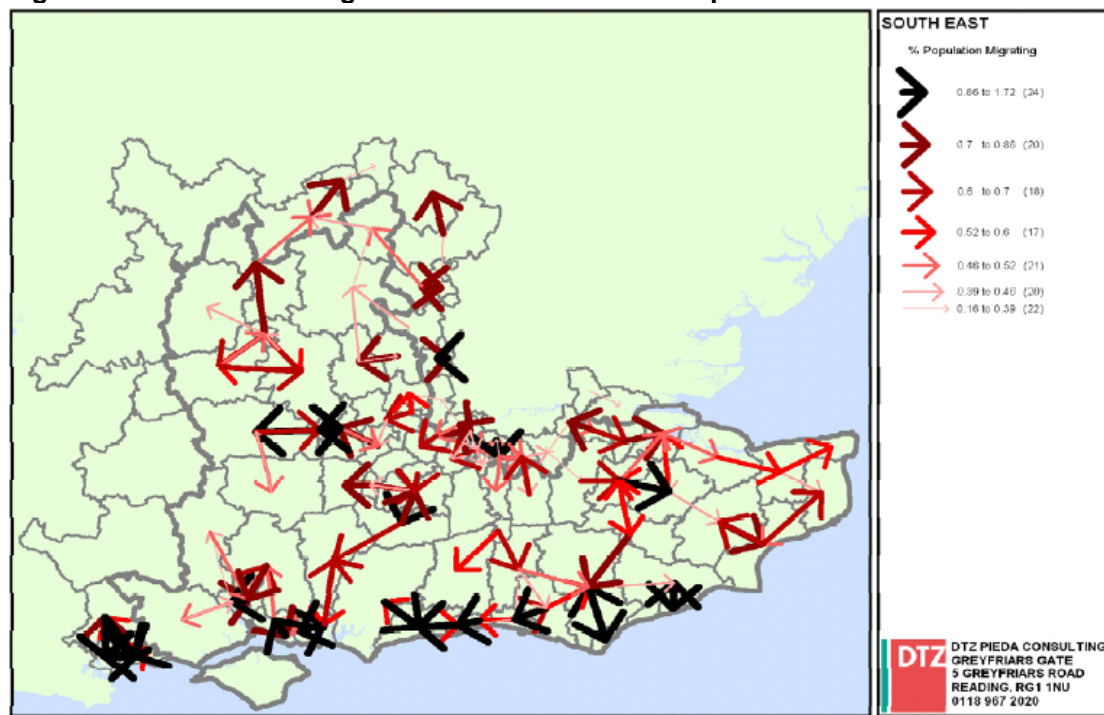 SOUTH EAST
% Population Migrating
0.86 to 1.72 (24)
0.7 to 0.86 (20)
0.6 to 0.7 (18)
0.52 to 0.6 (17)
0.46 to 0.52 (21)
0.39 to 0.46 (20)
0.16 to 0.39 (22)
DTZ
DTZ PIEDA CONSULTING
GREYFRIARS GATE
5 GREYFRIARS ROAD
READING, RG1 1NU
0118 967 2020